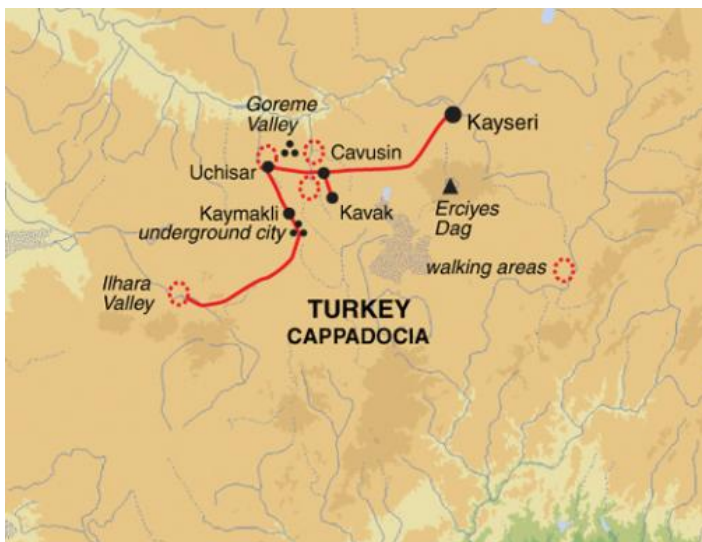 Goreme
Valley
Kayseri
Cavusin
Uchisar
Kaymakli
underground city
Kavak
Erciyes
Dag
walking areas
Ilhara
Valley
TURKEY
CAPPADOCIA